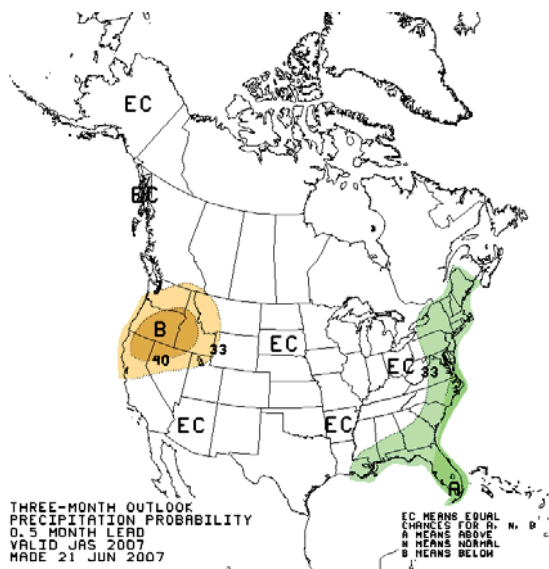 EC
EC
B
40
33
EC
EC
33
EC
EC
A
THREE-MONTH OUTLOOK
PRECIPITATION PROBABILITY
0.5 MONTH LEAD
VALID JAS 2007
MADE 21 JUN 2007
EC MEANS EQUAL
CHANCES FOR A, N, B
A MEANS ABOVE
N MEANS NORMAL
B MEANS BELOW